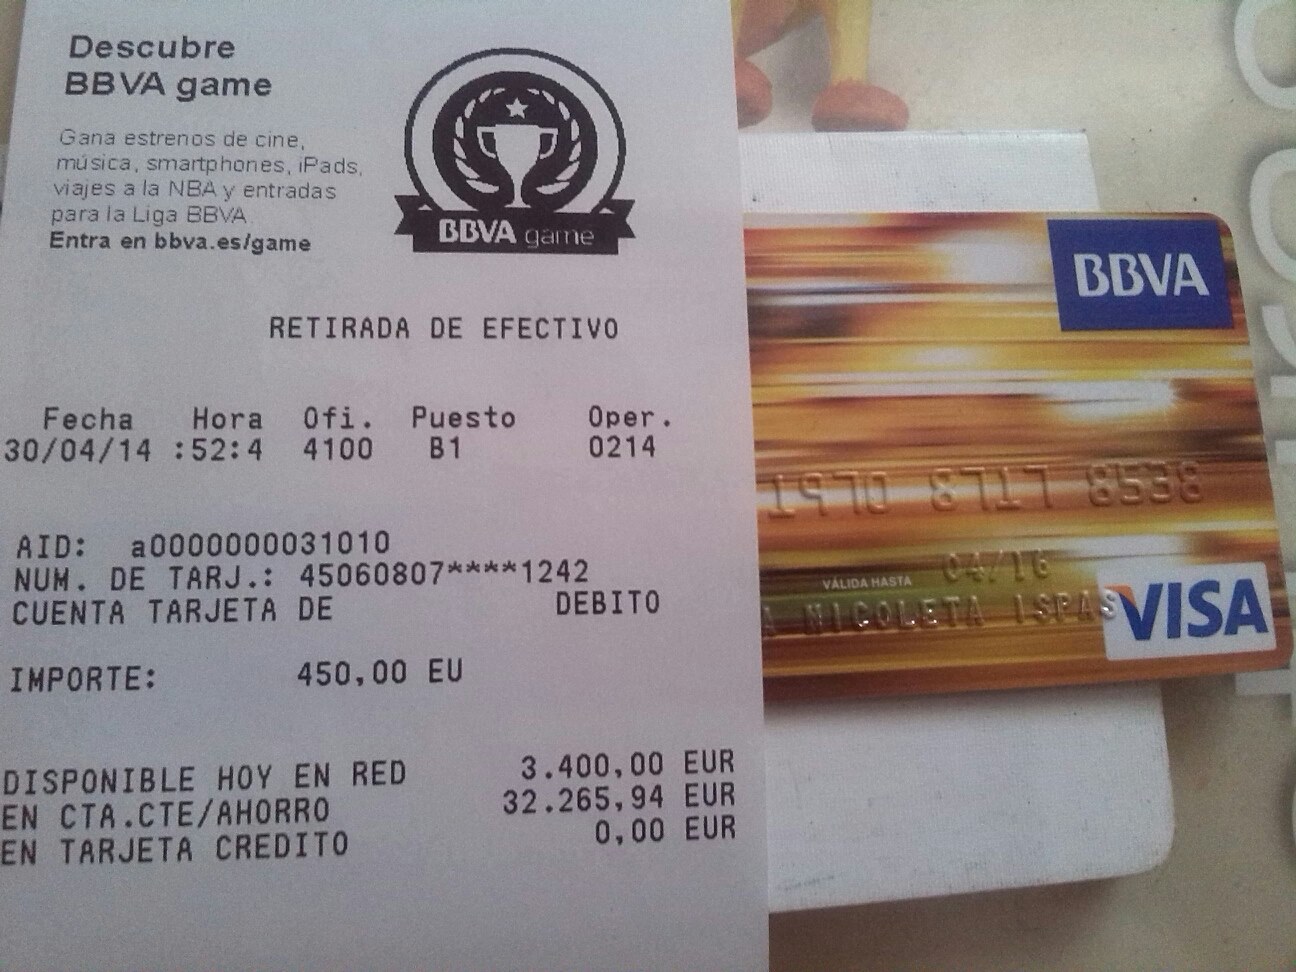 Descubre
BBVA game
Gana estrenos de cine,
música, smartphones, iPads,
viajes a la NBA y entradas
para la Liga BBVA.
Entra en bbva.es/game
BBVA game
RETIRADA DE EFECTIVO
Fecha Hora Ofi. Puesto Oper.
30/04/14 :52:4 4100 B1 0214
AID: a0000000031010
NUM. DE TARJ.: 45060807****1242
CUENTA TARJETA DE DEBITO
IMPORTE: 450,00 EU
DISPONIBLE HOY EN RED 3.400,00 EUR
EN CTA.CTE/AHORRO 32.265,94 EUR
EN TARJETA CREDITO 0,00 EUR
BBVA
VÁLIDA HASTA 04/16
A NICOLETA ISPAS
VISA